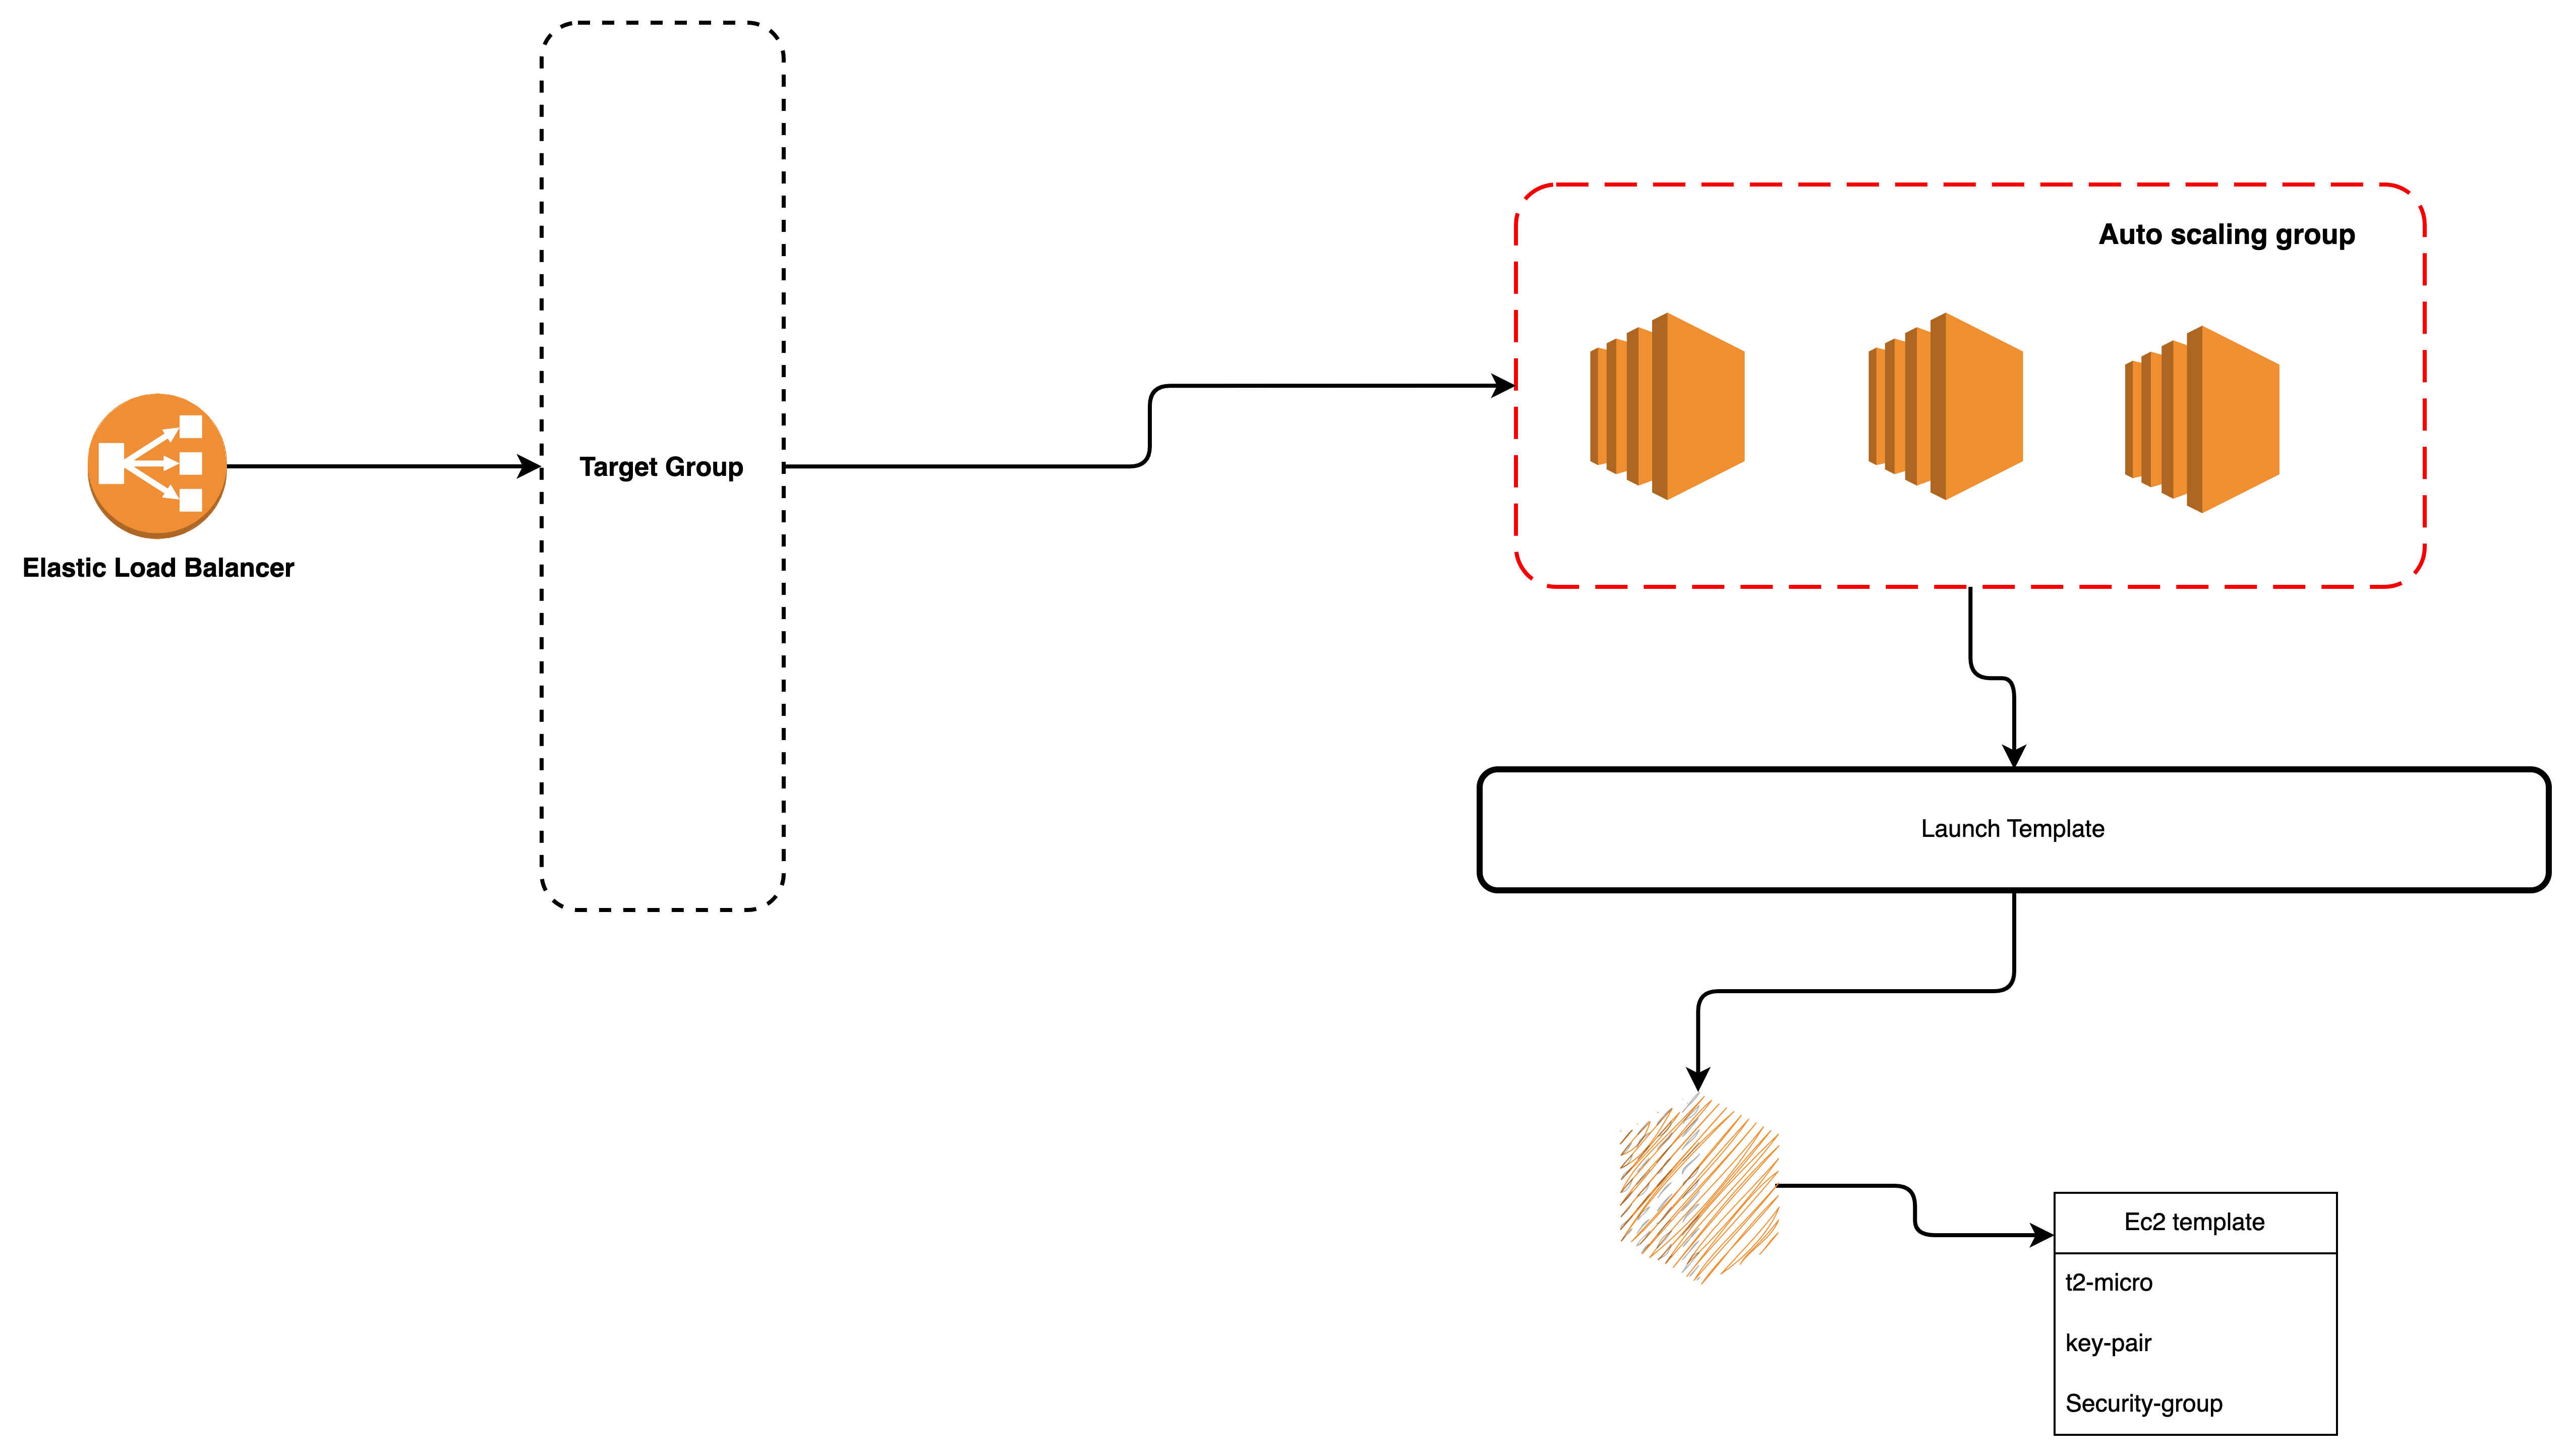 Elastic Load Balancer
Target Group
Auto scaling group
Launch Template
Ec2 template
t2-micro
key-pair
Security-group